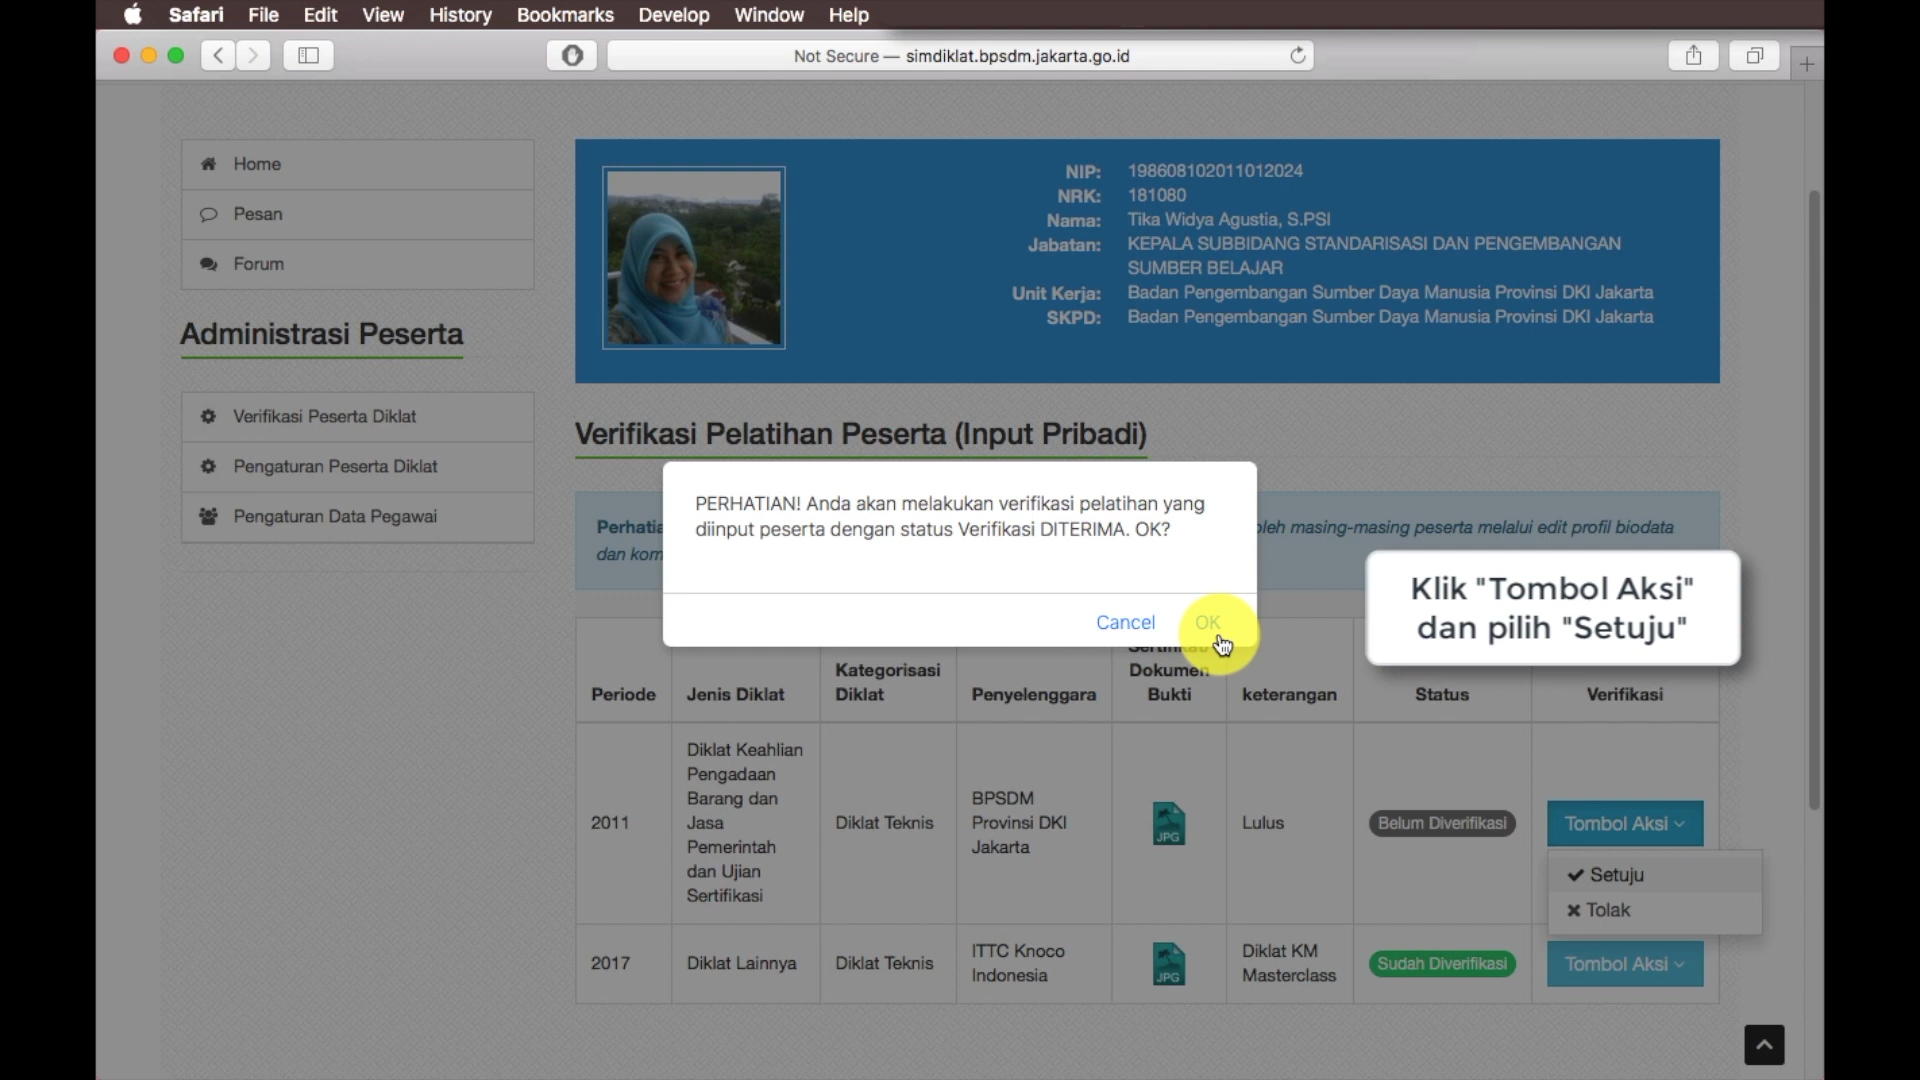 Safari File Edit View History Bookmarks Develop Window Help
Not Secure — simdiklat.bpsdm.jakarta.go.id
Home
Pesan
Forum
Administrasi Peserta
Verifikasi Peserta Diklat
Pengaturan Peserta Diklat
Pengaturan Data Pegawai
NIP: 198608102011012024
NRK: 181080
Nama: Tika Widya Agustia, S.PSI
Jabatan: KEPALA SUBBIDANG STANDARISASI DAN PENGEMBANGAN
SUMBER BELAJAR
Unit Kerja: Badan Pengembangan Sumber Daya Manusia Provinsi DKI Jakarta
SKPD: Badan Pengembangan Sumber Daya Manusia Provinsi DKI Jakarta
Verifikasi Pelatihan Peserta (Input Pribadi)
PERHATIAN! Anda akan melakukan verifikasi pelatihan yang
diinput peserta dengan status Verifikasi DITERIMA. OK?
Cancel OK
oleh masing-masing peserta melalui edit profil biodata
dan
Klik "Tombol Aksi"
dan pilih "Setuju"
Periode
Jenis Diklat
Kategorisasi
Diklat
Penyelenggara
Dokumen
Bukti
keterangan
Status
Verifikasi
2011
Diklat Keahlian
Pengadaan
Barang dan
Jasa
Pemerintah
dan Ujian
Sertifikasi
Diklat Teknis
BPSDM
Provinsi DKI
Jakarta
JPG
Lulus
Belum Diverifikasi
Tombol Aksi
Setuju
Tolak
2017
Diklat Lainnya
Diklat Teknis
ITTC Knoco
Indonesia
JPG
Diklat KM
Masterclass
Sudah Diverifikasi
Tombol Aksi